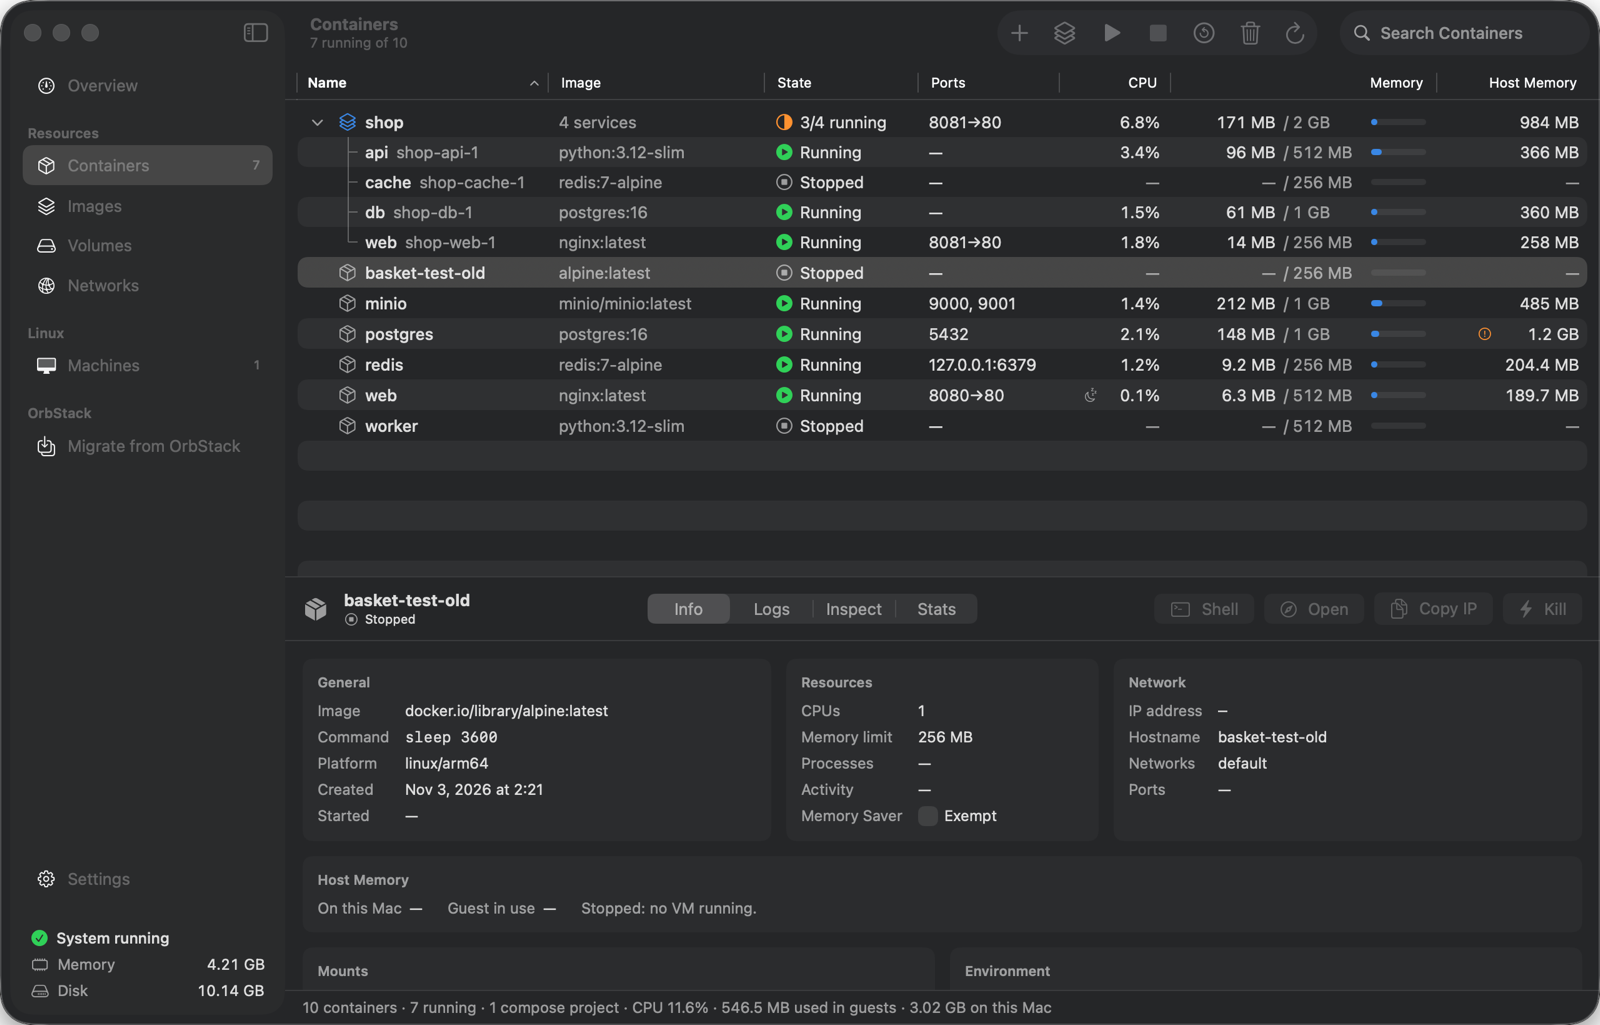 Containers
7 running of 10
Search Containers
Overview
Resources
Containers 7
Images
Volumes
Networks
Linux
Machines 1
OrbStack
Migrate from OrbStack
Settings
System running
Memory 4.21 GB
Disk 10.14 GB
Name Image State Ports CPU Memory Host Memory
shop 4 services 3/4 running 8081→80 6.8% 171 MB / 2 GB 984 MB
api shop-api-1 python:3.12-slim Running — 3.4% 96 MB / 512 MB 366 MB
cache shop-cache-1 redis:7-alpine Stopped — — — / 256 MB —
db shop-db-1 postgres:16 Running — 1.5% 61 MB / 1 GB 360 MB
web shop-web-1 nginx:latest Running 8081→80 1.8% 14 MB / 256 MB 258 MB
basket-test-old alpine:latest Stopped — — — / 256 MB —
minio minio/minio:latest Running 9000, 9001 1.4% 212 MB / 1 GB 485 MB
postgres postgres:16 Running 5432 2.1% 148 MB / 1 GB 1.2 GB
redis redis:7-alpine Running 127.0.0.1:6379 1.2% 9.2 MB / 256 MB 204.4 MB
web nginx:latest Running 8080→80 0.1% 6.3 MB / 512 MB 189.7 MB
worker python:3.12-slim Stopped — — — / 512 MB —
basket-test-old
Stopped
Info Logs Inspect Stats
Shell Open Copy IP Kill
General
Image docker.io/library/alpine:latest
Command sleep 3600
Platform linux/arm64
Created Nov 3, 2026 at 2:21
Started —
Resources
CPUs 1
Memory limit 256 MB
Processes —
Activity —
Memory Saver Exempt
Network
IP address —
Hostname basket-test-old
Networks default
Ports —
Host Memory
On this Mac — Guest in use — Stopped: no VM running.
Mounts
Environment
10 containers · 7 running · 1 compose project · CPU 11.6% · 546.5 MB used in guests · 3.02 GB on this Mac